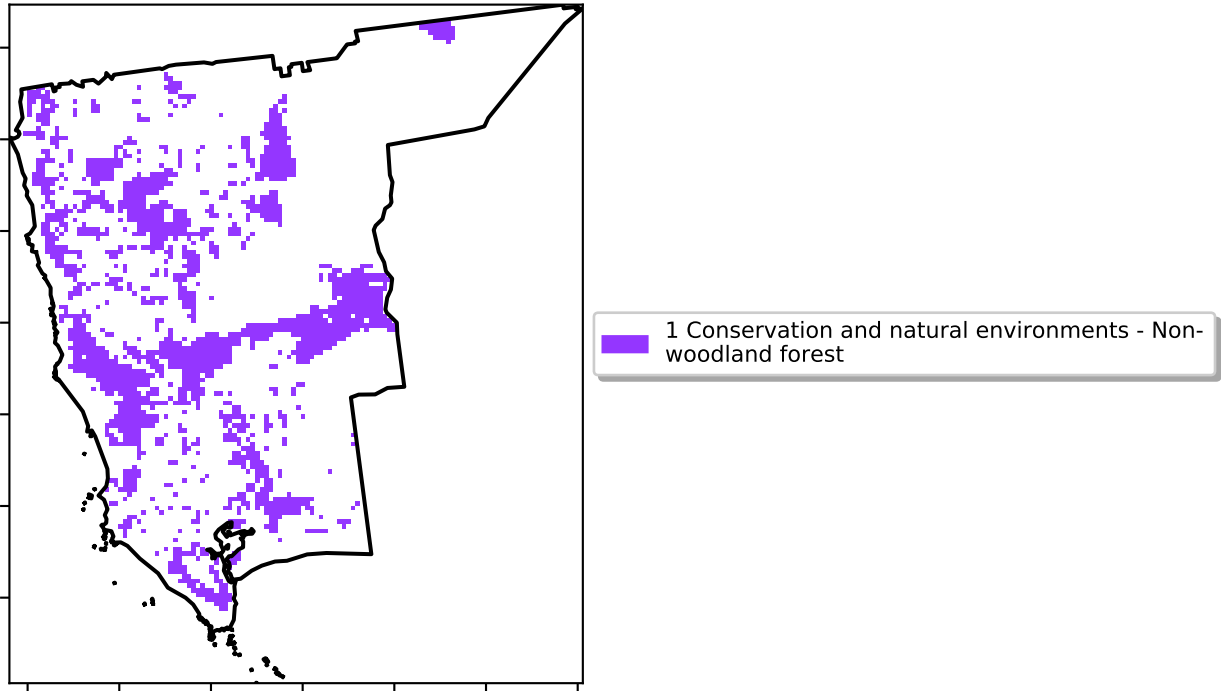 1 Conservation and natural environments - Non-
woodland forest